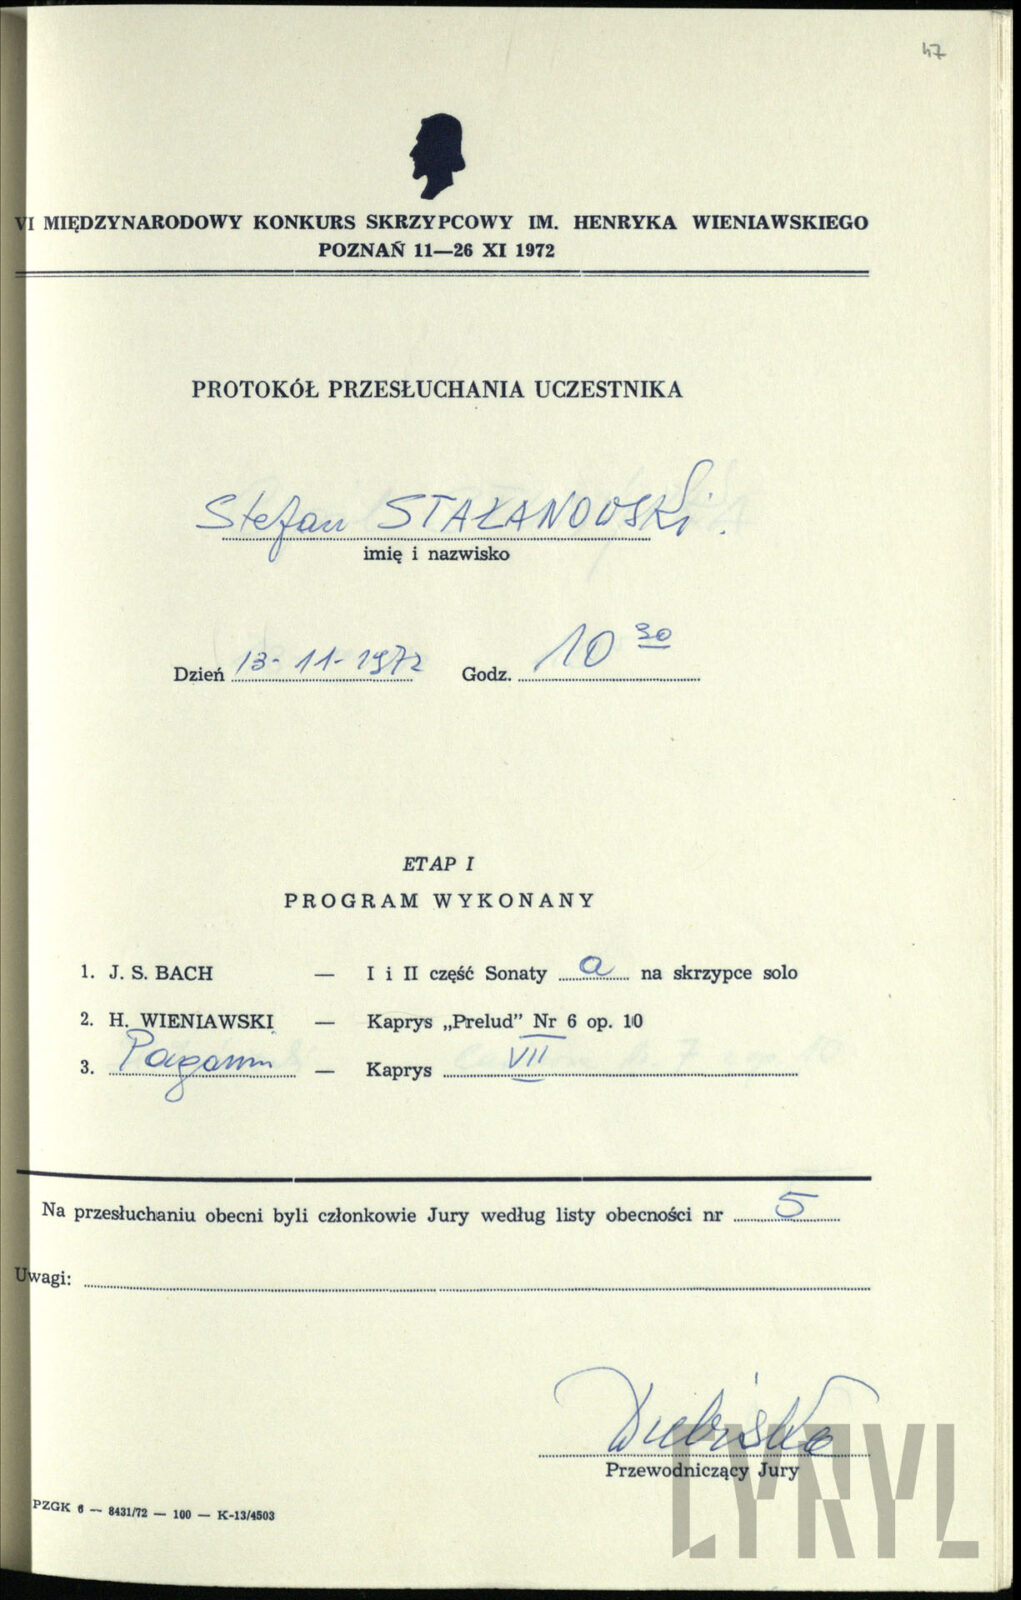 47
VI MIĘDZYNARODOWY KONKURS SKRZYPCOWY IM. HENRYKA WIENIAWSKIEGO
POZNAŃ 11—26 XI 1972
PROTOKÓŁ PRZESŁUCHANIA UCZESTNIKA
Stefan STAŁANOWSKi.
imię i nazwisko
Dzień 13-11-1972 Godz. 10 30
ETAP I
PROGRAM WYKONANY
1. J. S. BACH — I i II część Sonaty a na skrzypce solo
2. H. WIENIAWSKI — Kaprys „Prelud” Nr 6 op. 10
3. Paganini — Kaprys VII
Na przesłuchaniu obecni byli członkowie Jury według listy obecności nr 5
Uwagi:
Dubiska
Przewodniczący Jury
PZGK 6 — 8431/72 — 100 — K-13/4503
CYRYL